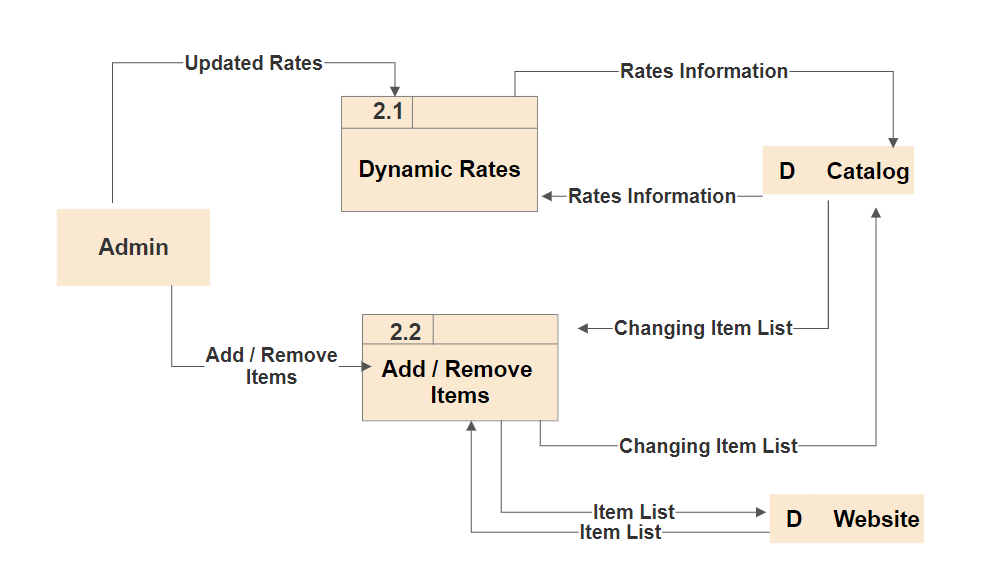 Updated Rates
Rates Information
2.1
Dynamic Rates
D Catalog
Rates Information
Admin
2.2
Changing Item List
Add / Remove
Items
Add / Remove
Items
Changing Item List
Item List
D Website
Item List